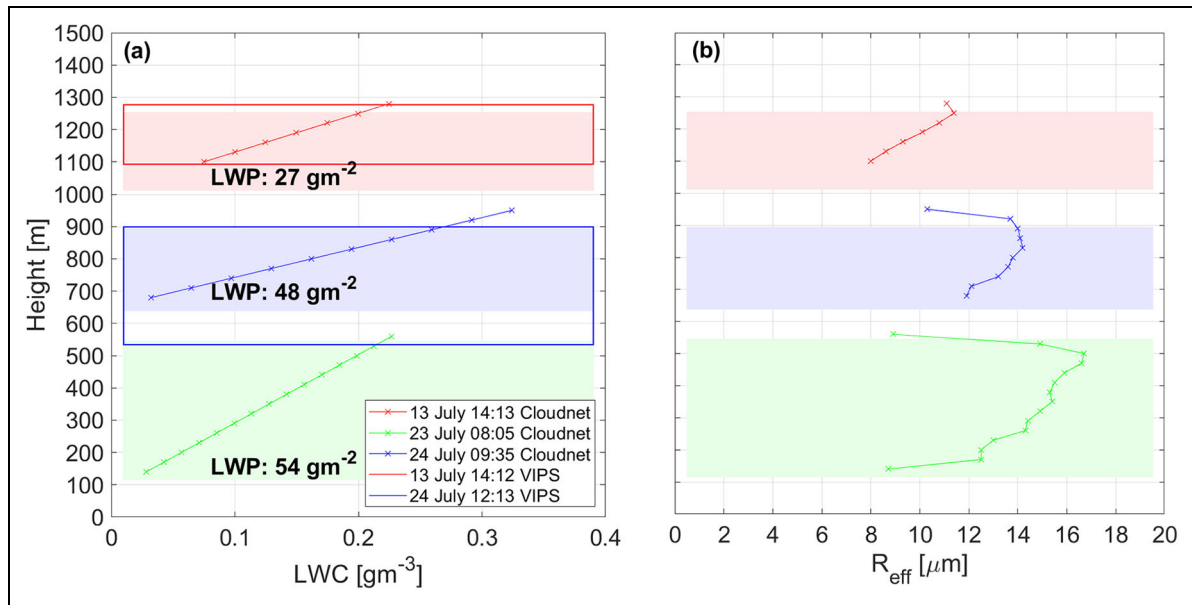 (a)
1500
1400
1300
1200
1100
1000
900
800
700
600
500
400
300
200
100
0
Height [m]
LWP: 27 gm-2
LWP: 48 gm-2
LWP: 54 gm-2
13 July 14:13 Cloudnet
23 July 08:05 Cloudnet
24 July 09:35 Cloudnet
13 July 14:12 VIPS
24 July 12:13 VIPS
0 0.1 0.2 0.3 0.4
LWC [gm-3]
(b)
0 2 4 6 8 10 12 14 16 18 20
Reff [μm]